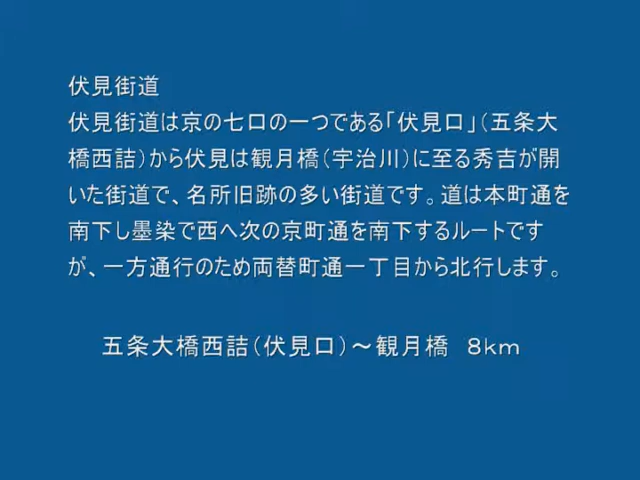 伏見街道
伏見街道は京の七口の一つである「伏見口」（五条大
橋西詰）から伏見は観月橋（宇治川）に至る秀吉が開
いた街道で、名所旧跡の多い街道です。道は本町通を
南下し墨染で西へ次の京町通を南下するルートです
が、一方通行のため両替町通一丁目から北行します。
五条大橋西詰（伏見口）～観月橋　８ｋｍ